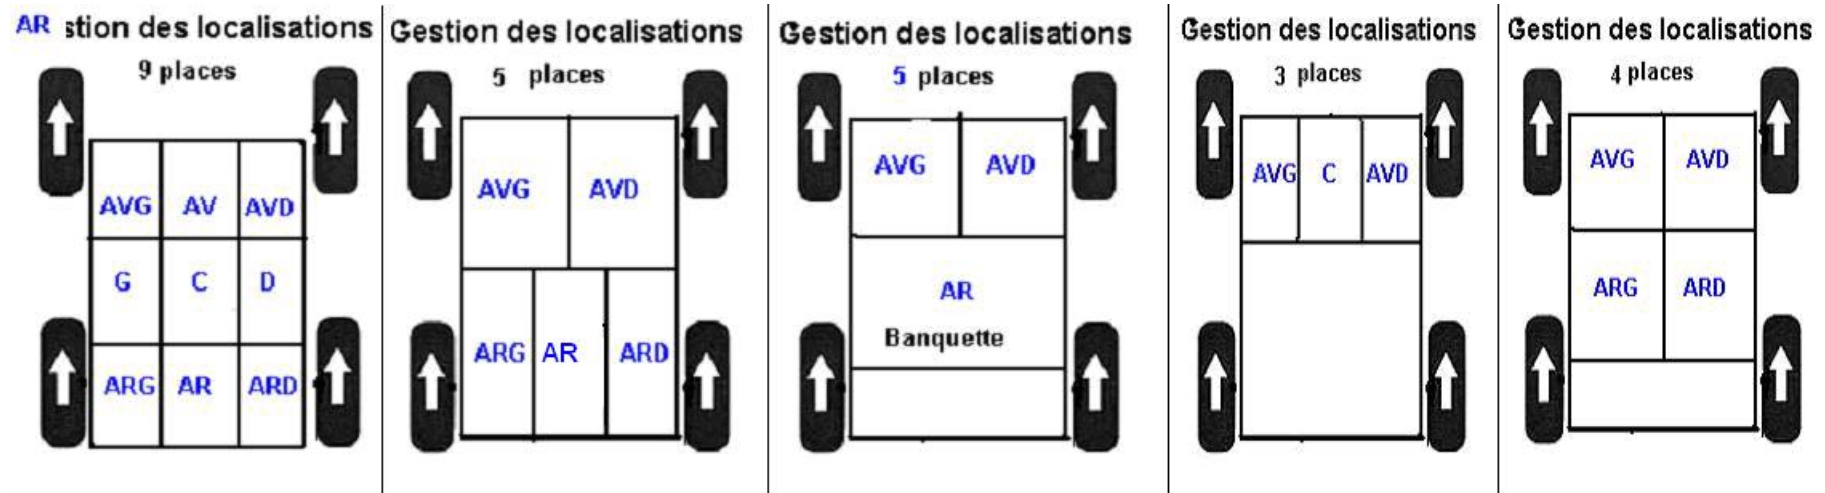 AR stion des localisations
9 places
AVG AV AVD
G C D
ARG AR ARD
Gestion des localisations
5 places
AVG AVD
ARG AR ARD
Gestion des localisations
5 places
AVG AVD
AR
Banquette
Gestion des localisations
3 places
AVG C AVD
Gestion des localisations
4 places
AVG AVD
ARG ARD